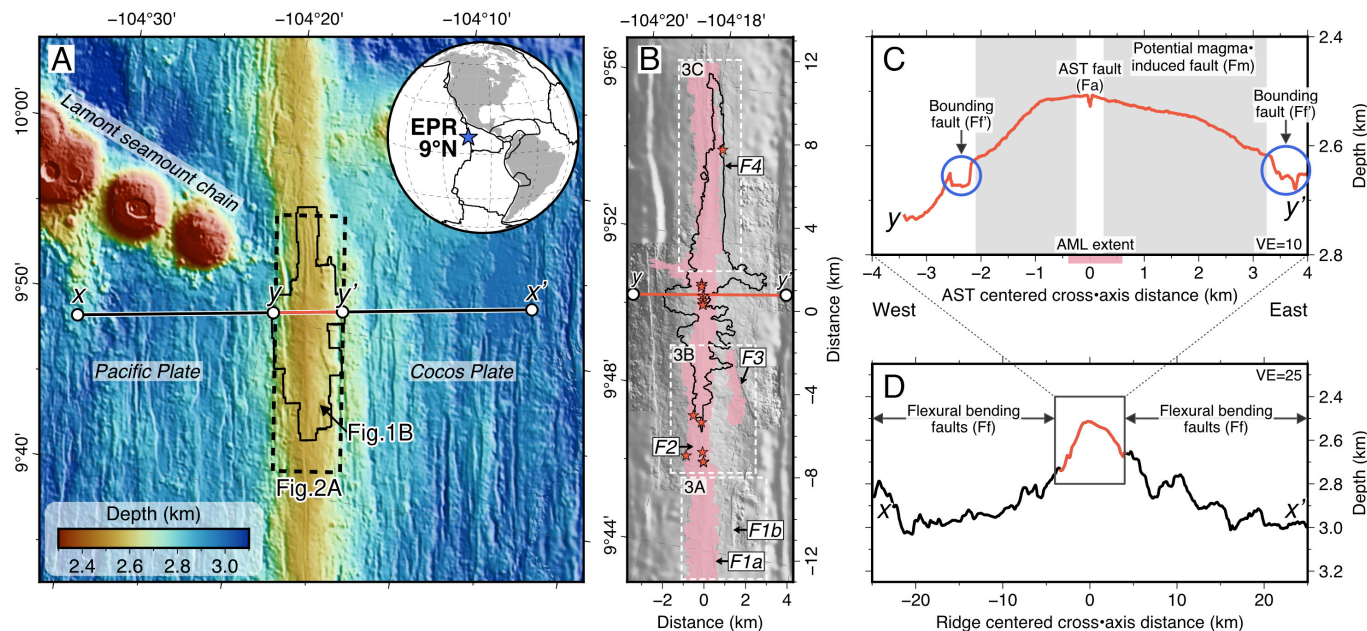 −104°30'
−104°20'
−104°10'
A
10°00'
9°50'
9°40'
Lamont seamount chain
EPR
9°N
x
y
y’
x’
Pacific Plate
Cocos Plate
Fig.1B
Fig.2A
Depth (km)
2.4 2.6 2.8 3.0
−104°20' −104°18'
B
9°56'
9°52'
9°48'
9°44'
3C
F4
y
y’
3B
F3
F2
3A
F1b
F1a
12
8
4
0
−4
−8
−12
Distance (km)
−2 0 2 4
Distance (km)
C
Potential magma•
induced fault (Fm)
AST fault
(Fa)
Bounding
fault (Ff’)
Bounding
fault (Ff’)
y
y’
AML extent
VE=10
2.4
2.6
2.8
Depth (km)
−4 −3 −2 −1 0 1 2 3 4
AST centered cross•axis distance (km)
West
East
D
VE=25
Flexural bending
faults (Ff)
Flexural bending
faults (Ff)
x
x’
2.4
2.6
2.8
3.0
3.2
Depth (km)
−20 −10 0 10 20
Ridge centered cross•axis distance (km)